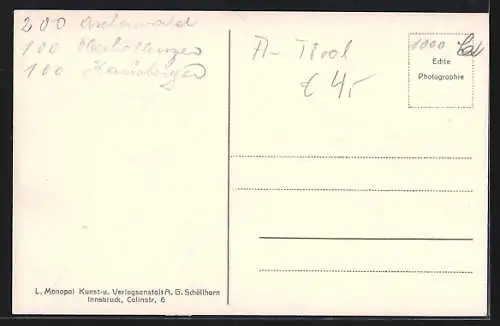 200
100
100
A- Tirol
€ 4,-
1000
Echte
Photographie
L. Monopol Kunst-u. Verlagsanstalt A. G. Schöllhorn
Innsbruck, Colinstr. 6